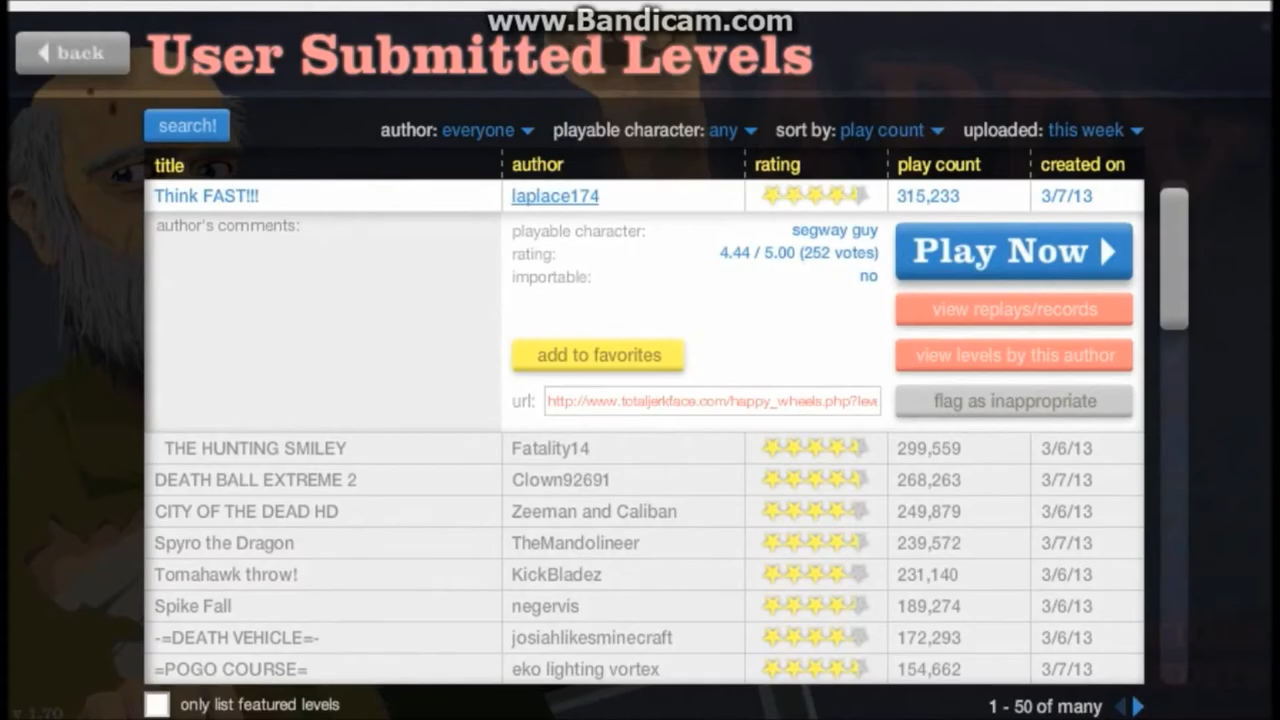 www.Bandicam.com
back
User Submitted Levels
search!
author: everyone playable character: any sort by: play count uploaded: this week
title author rating play count created on
Think FAST!!! laplace174 315,233 3/7/13
author's comments:
playable character: segway guy
rating: 4.44 / 5.00 (252 votes)
importable: no
Play Now
view replays/records
add to favorites
view levels by this author
url: http://www.totaljerkface.com/happy_wheels.php?lev
flag as inappropriate
THE HUNTING SMILEY Fatality14 299,559 3/6/13
DEATH BALL EXTREME 2 Clown92691 268,263 3/7/13
CITY OF THE DEAD HD Zeeman and Caliban 249,879 3/6/13
Spyro the Dragon TheMandolineer 239,572 3/7/13
Tomahawk throw! KickBladez 231,140 3/6/13
Spike Fall negervis 189,274 3/6/13
-=DEATH VEHICLE=- josiahlikesminecraft 172,293 3/6/13
=POGO COURSE= eko lighting vortex 154,662 3/7/13
only list featured levels
1 - 50 of many
v 1.70